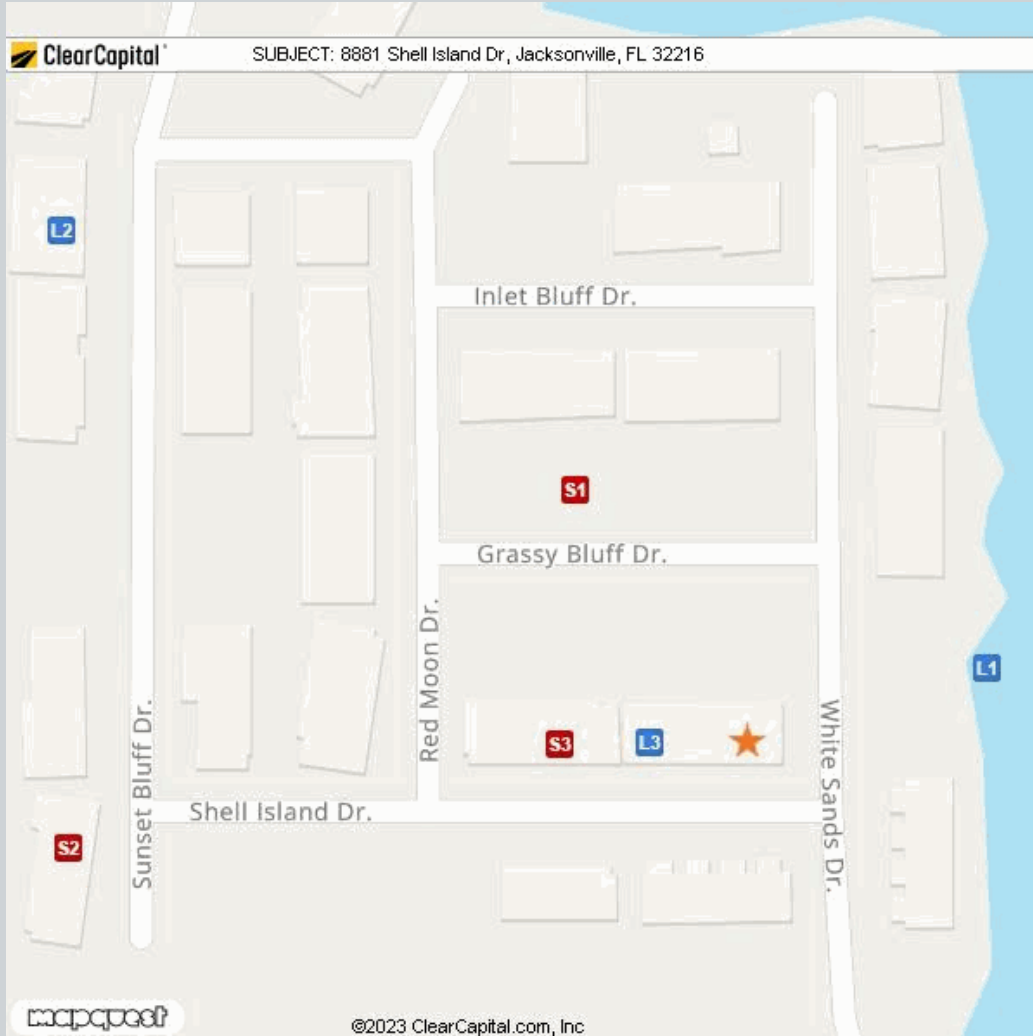 ClearCapital
SUBJECT: 8881 Shell Island Dr, Jacksonville, FL 32216
L2
Inlet Bluff Dr.
S1
Grassy Bluff Dr.
Red Moon Dr.
L1
Sunset Bluff Dr.
White Sands Dr.
S3
L3
Shell Island Dr.
S2
mapquest
©2023 ClearCapital.com, Inc